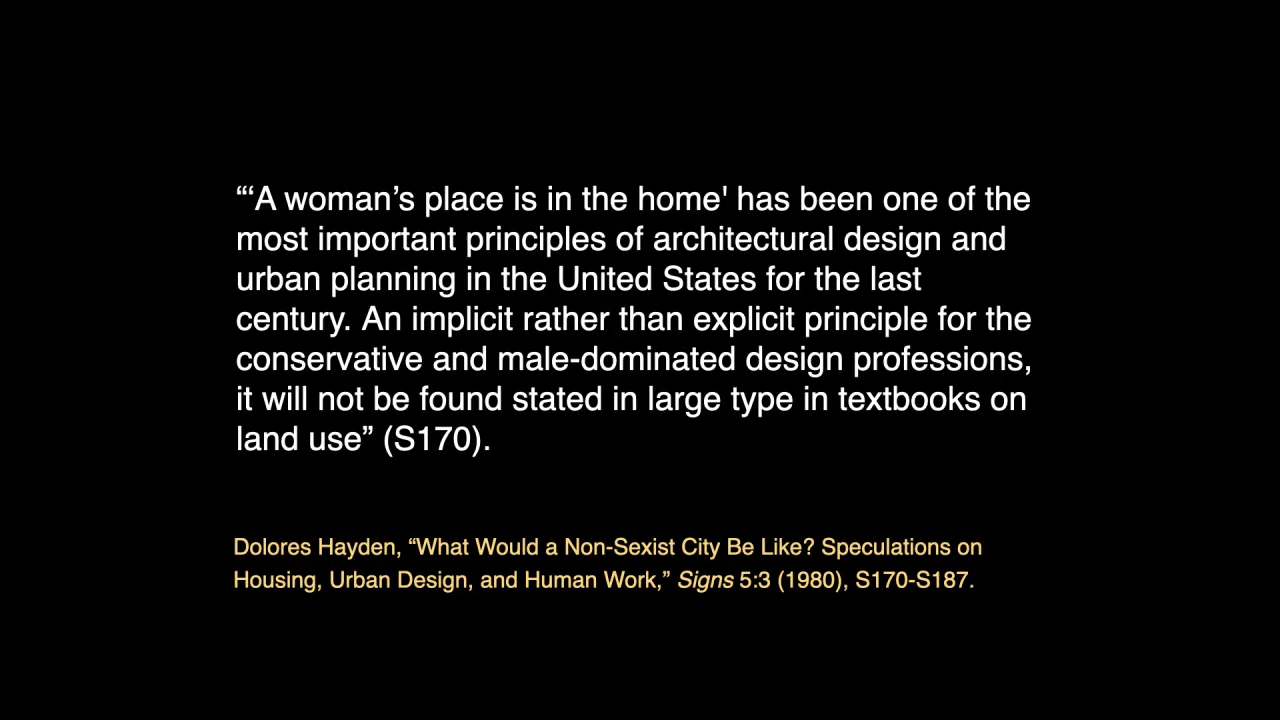 “‘A woman’s place is in the home' has been one of the
most important principles of architectural design and
urban planning in the United States for the last
century. An implicit rather than explicit principle for the
conservative and male-dominated design professions,
it will not be found stated in large type in textbooks on
land use” (S170).
Dolores Hayden, “What Would a Non-Sexist City Be Like? Speculations on
Housing, Urban Design, and Human Work,” Signs 5:3 (1980), S170-S187.